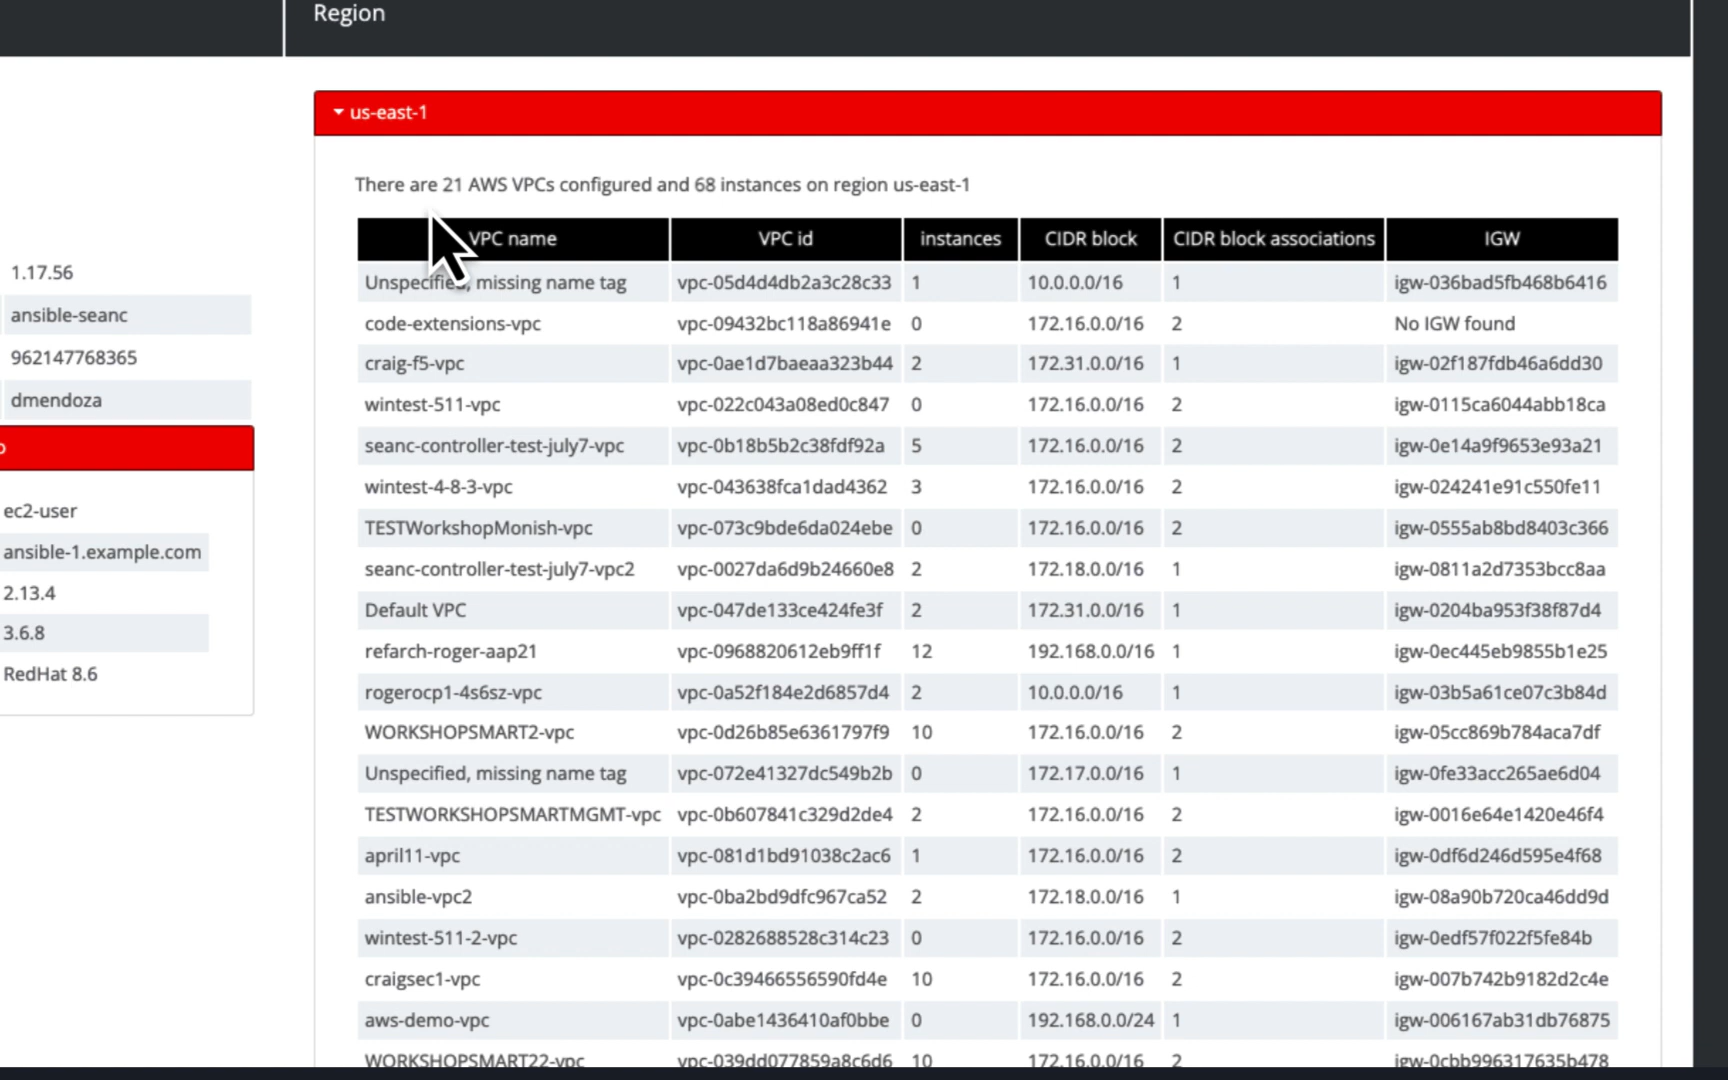 Region
us-east-1
There are 21 AWS VPCs configured and 68 instances on region us-east-1
VPC name VPC id instances CIDR block CIDR block associations IGW
Unspecified, missing name tag vpc-05d4d4db2a3c28c33 1 10.0.0.0/16 1 igw-036bad5fb468b6416
code-extensions-vpc vpc-09432bc118a86941e 0 172.16.0.0/16 2 No IGW found
craig-f5-vpc vpc-0ae1d7baeaa323b44 2 172.31.0.0/16 1 igw-02f187fdb46a6dd30
wintest-511-vpc vpc-022c043a08ed0c847 0 172.16.0.0/16 2 igw-0115ca6044abb18ca
seanc-controller-test-july7-vpc vpc-0b18b5b2c38fdf92a 5 172.16.0.0/16 2 igw-0e14a9f9653e93a21
wintest-4-8-3-vpc vpc-043638fca1dad4362 3 172.16.0.0/16 2 igw-024241e91c550fe11
TESTWorkshopMonish-vpc vpc-073c9bde6da024ebe 0 172.16.0.0/16 2 igw-0555ab8bd8403c366
seanc-controller-test-july7-vpc2 vpc-0027da6d9b24660e8 2 172.18.0.0/16 1 igw-0811a2d7353bcc8aa
Default VPC vpc-047de133ce424fe3f 2 172.31.0.0/16 1 igw-0204ba953f38f87d4
refarch-roger-aap21 vpc-0968820612eb9ff1f 12 192.168.0.0/16 1 igw-0ec445eb9855b1e25
rogerocp1-4s6sz-vpc vpc-0a52f184e2d6857d4 2 10.0.0.0/16 1 igw-03b5a61ce07c3b84d
WORKSHOPSMART2-vpc vpc-0d26b85e6361797f9 10 172.16.0.0/16 2 igw-05cc869b784aca7df
Unspecified, missing name tag vpc-072e41327dc549b2b 0 172.17.0.0/16 1 igw-0fe33acc265ae6d04
TESTWORKSHOPSMARTMGMT-vpc vpc-0b607841c329d2de4 2 172.16.0.0/16 2 igw-0016e64e1420e46f4
april11-vpc vpc-081d1bd91038c2ac6 1 172.16.0.0/16 2 igw-0df6d246d595e4f68
ansible-vpc2 vpc-0ba2bd9dfc967ca52 2 172.18.0.0/16 1 igw-08a90b720ca46dd9d
wintest-511-2-vpc vpc-0282688528c314c23 0 172.16.0.0/16 2 igw-0edf57f022f5fe84b
craigsec1-vpc vpc-0c39466556590fd4e 10 172.16.0.0/16 2 igw-007b742b9182d2c4e
aws-demo-vpc vpc-0abe1436410af0bbe 0 192.168.0.0/24 1 igw-006167ab31db76875
WORKSHOPSMART22-vpc vpc-039dd077859a8c6d6 10 172.16.0.0/16 2 igw-0cbb996317635b478
1.17.56
ansible-seanc
962147768365
dmendoza
ec2-user
ansible-1.example.com
2.13.4
3.6.8
RedHat 8.6